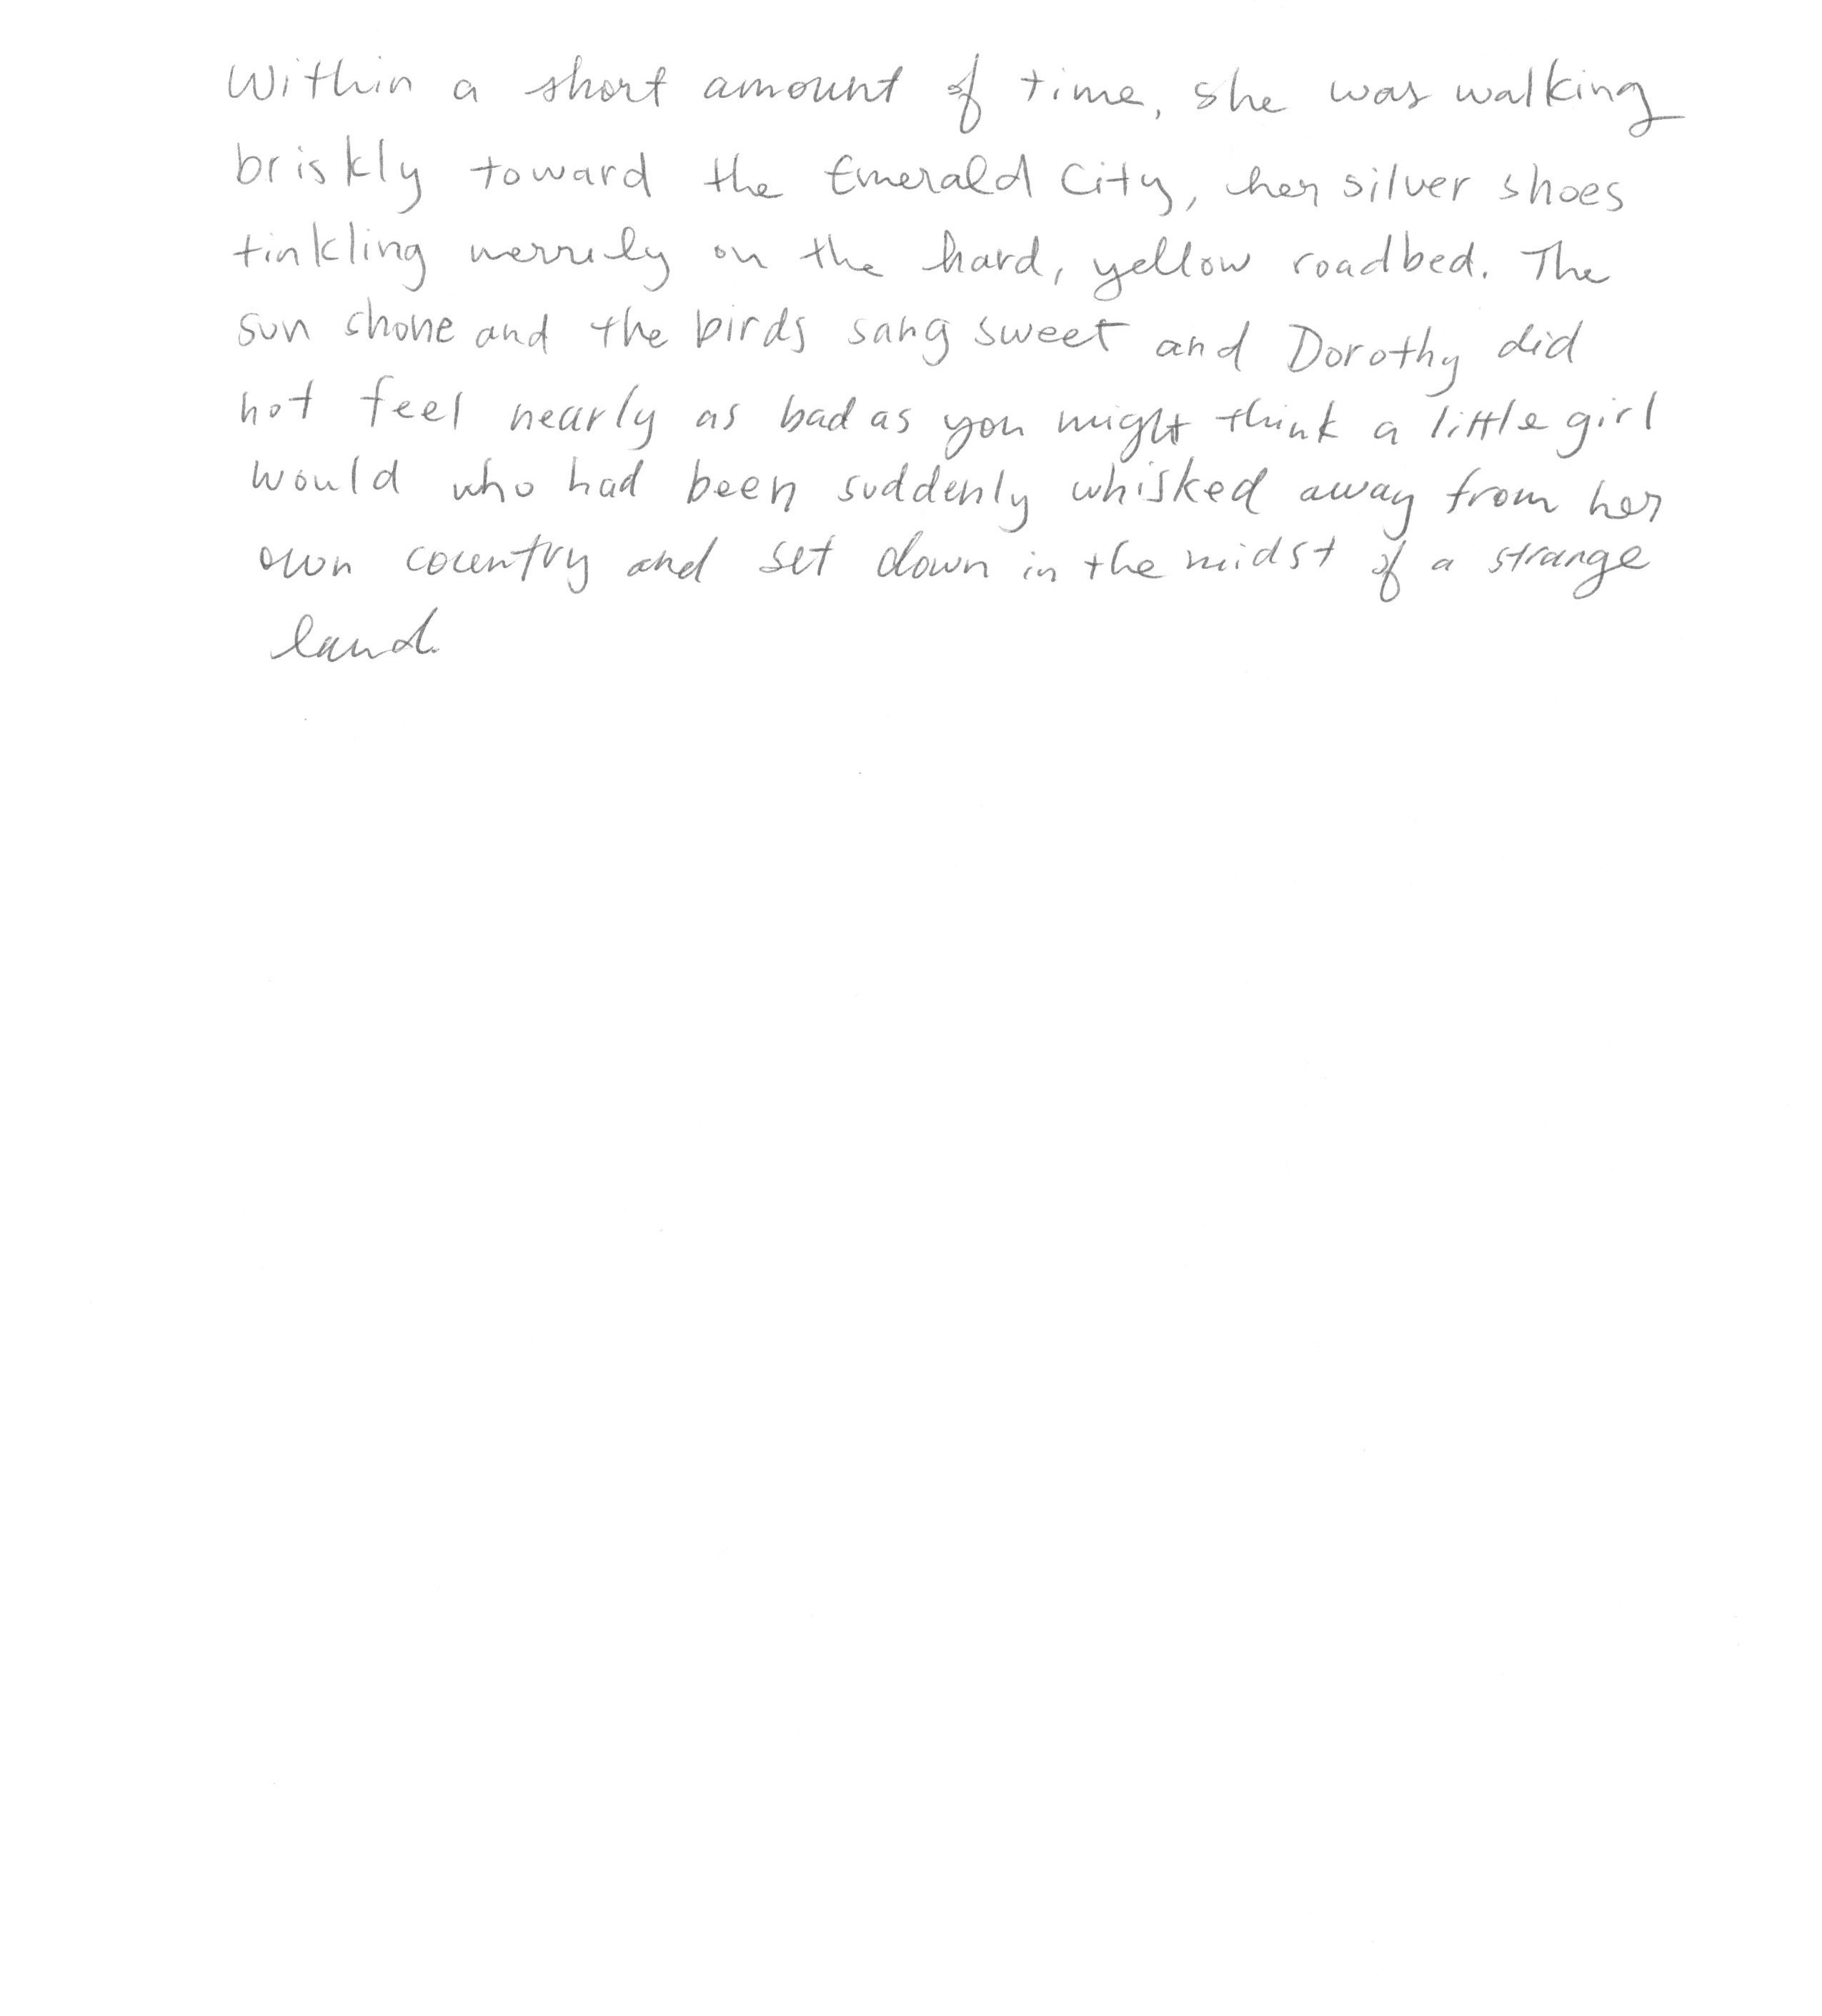 Within a short amount of time, she was walking
briskly toward the Emerald City, her silver shoes
tinkling merrily on the hard, yellow roadbed. The
sun shone and the birds sang sweet and Dorothy did
not feel nearly as bad as you might think a little girl
would who had been suddenly whisked away from her
own country and set down in the midst of a strange
land.